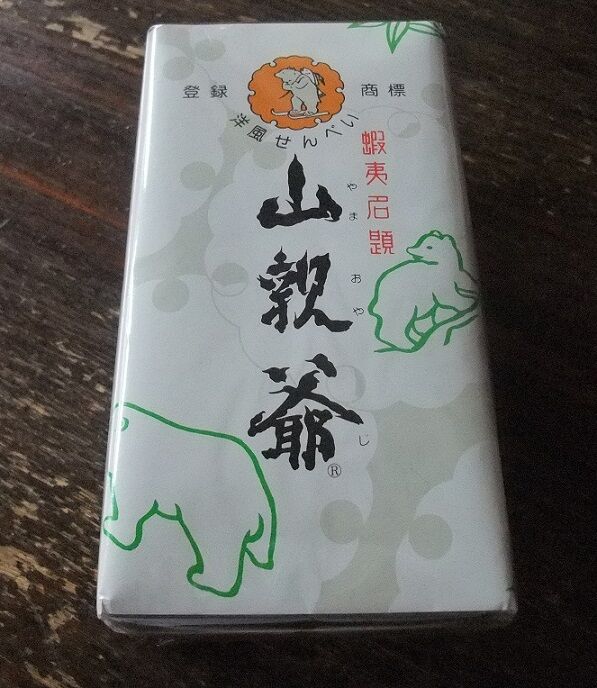 登録 商標
洋風せんべい
蝦夷名題
山親爺
やま おやじ
®